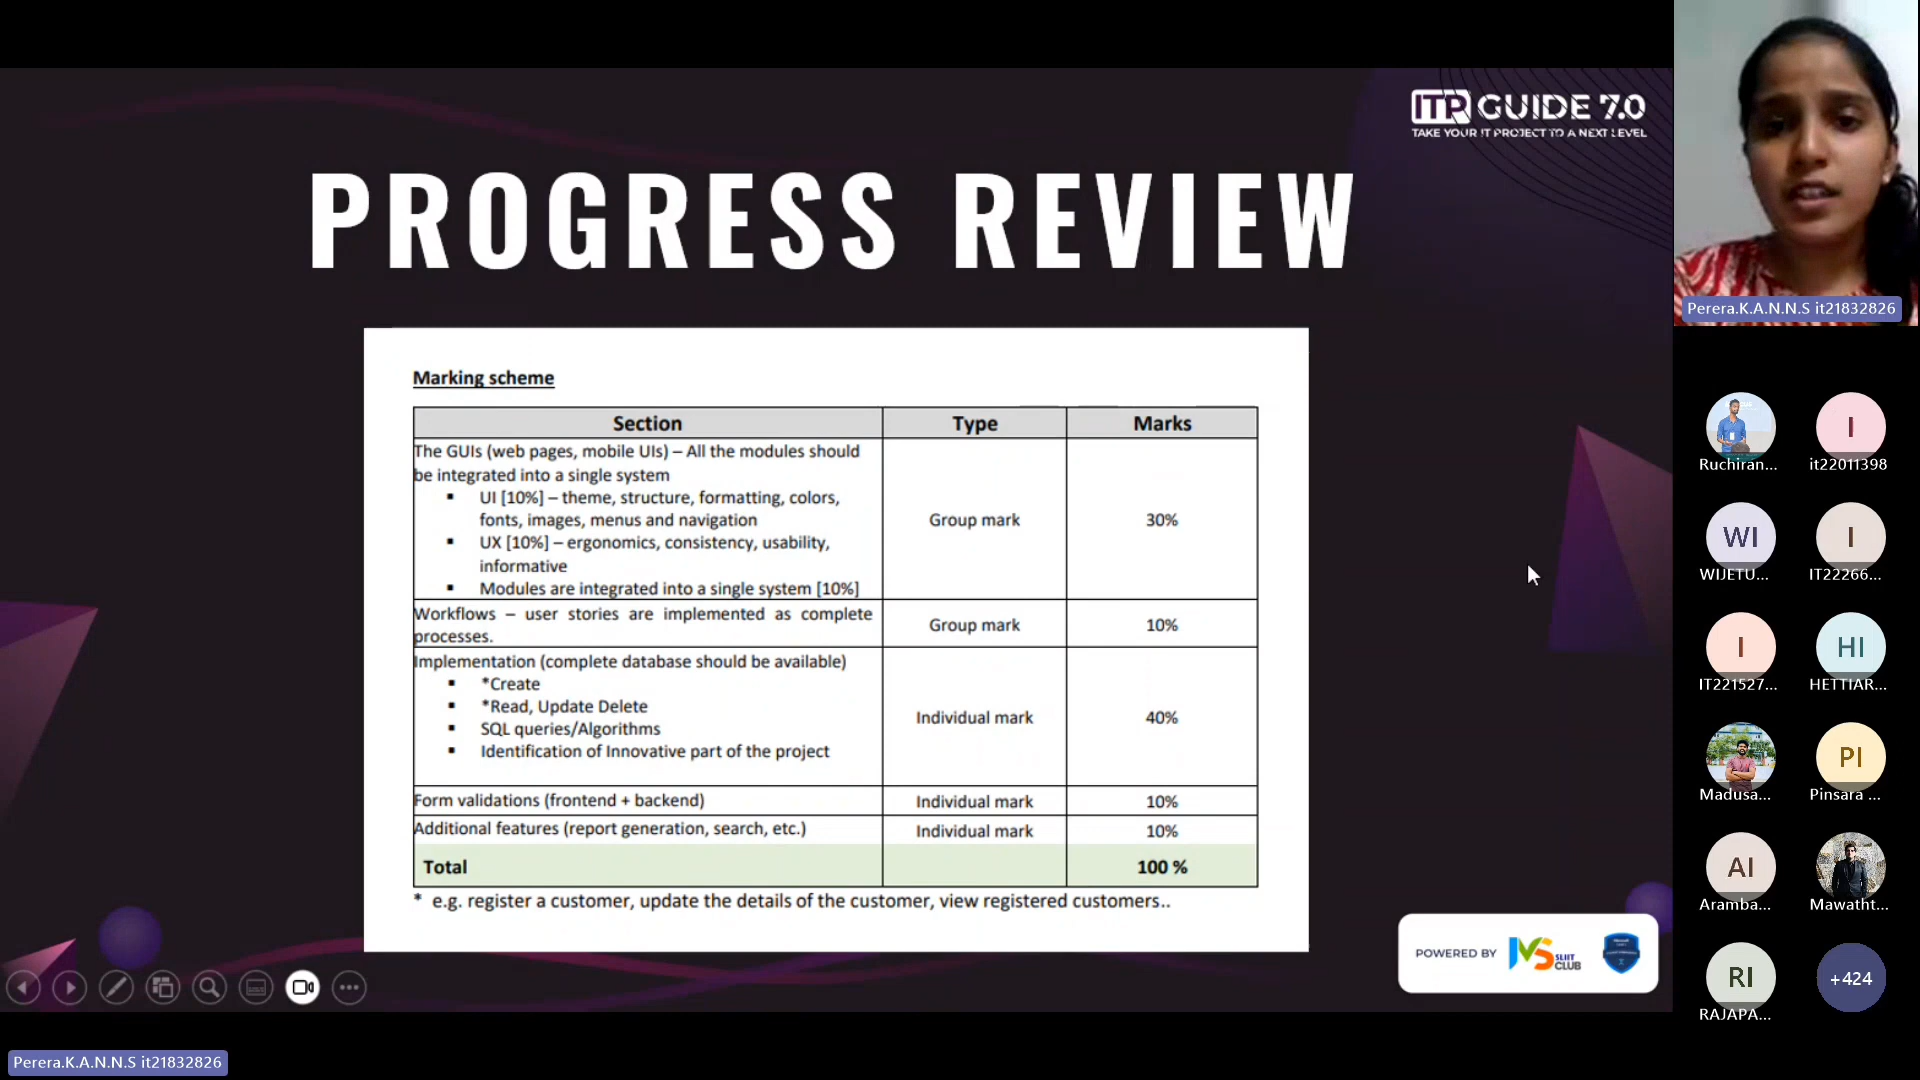 ITP GUIDE 7.0
TAKE YOUR IT PROJECT TO A NEXT LEVEL
PROGRESS REVIEW
Marking scheme
Section Type Marks
The GUIs (web pages, mobile UIs) – All the modules should
be integrated into a single system
▪ UI [10%] – theme, structure, formatting, colors,
fonts, images, menus and navigation
▪ UX [10%] – ergonomics, consistency, usability,
informative
▪ Modules are integrated into a single system [10%]
Group mark 30%
Workflows – user stories are implemented as complete
processes.
Group mark 10%
Implementation (complete database should be available)
▪ *Create
▪ *Read, Update Delete
▪ SQL queries/Algorithms
▪ Identification of Innovative part of the project
Individual mark 40%
Form validations (frontend + backend) Individual mark 10%
Additional features (report generation, search, etc.) Individual mark 10%
Total 100 %
* e.g. register a customer, update the details of the customer, view registered customers..
POWERED BY MS SLIIT CLUB
Perera.K.A.N.N.S it21832826
Perera.K.A.N.N.S it21832826
Ruchiran...
I
it22011398
WI
WIJETU...
I
IT22266...
I
IT221527...
HI
HETTIAR...
Madusa...
PI
Pinsara ...
AI
Aramba...
Mawatht...
RI
RAJAPA...
+424